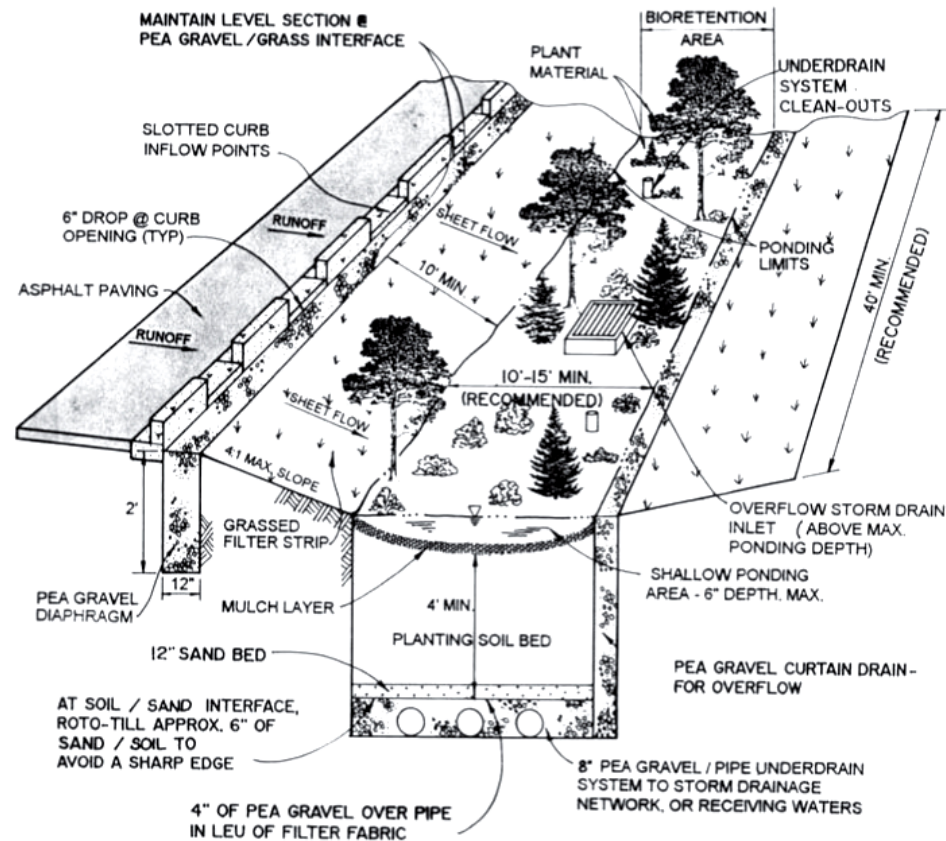 MAINTAIN LEVEL SECTION @
PEA GRAVEL / GRASS INTERFACE
BIORETENTION
AREA
PLANT
MATERIAL
UNDERDRAIN
SYSTEM
CLEAN-OUTS
SLOTTED CURB
INFLOW POINTS
6" DROP @ CURB
OPENING (TYP)
RUNOFF
SHEET FLOW
PONDING
LIMITS
ASPHALT PAVING
10' MIN.
40' MIN.
(RECOMMENDED)
RUNOFF
10'-15' MIN.
(RECOMMENDED)
SHEET FLOW
4:1 MAX. SLOPE
2'
GRASSED
FILTER STRIP
OVERFLOW STORM DRAIN
INLET (ABOVE MAX.
PONDING DEPTH)
12"
PEA GRAVEL
DIAPHRAGM
MULCH LAYER
SHALLOW PONDING
AREA - 6" DEPTH. MAX.
4' MIN.
PLANTING SOIL BED
12" SAND BED
PEA GRAVEL CURTAIN DRAIN-
FOR OVERFLOW
AT SOIL / SAND INTERFACE,
ROTO-TILL APPROX. 6" OF
SAND / SOIL TO
AVOID A SHARP EDGE
8" PEA GRAVEL / PIPE UNDERDRAIN
SYSTEM TO STORM DRAINAGE
NETWORK, OR RECEIVING WATERS
4" OF PEA GRAVEL OVER PIPE
IN LEU OF FILTER FABRIC